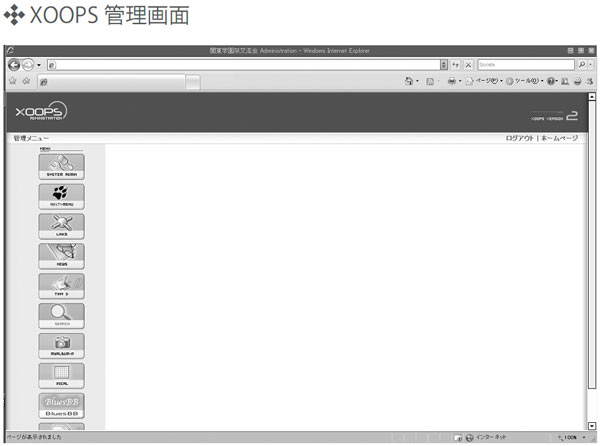 XOOPS 管理画面
関東学園研交流会 Administration - Windows Internet Explorer
Google
ページ(P) ツール(O)
XOOPS
ADMINISTRATION
XOOPS VERSION 2
管理メニュー
ログアウト | ホームページ
MENU
SYSTEM ADMIN
MULTI-MENU
LINKS
NEWS
TINY D
SEARCH
MYALBUM-P
PICAL
BluesBB
BluesBB
ページが表示されました
インターネット
100%